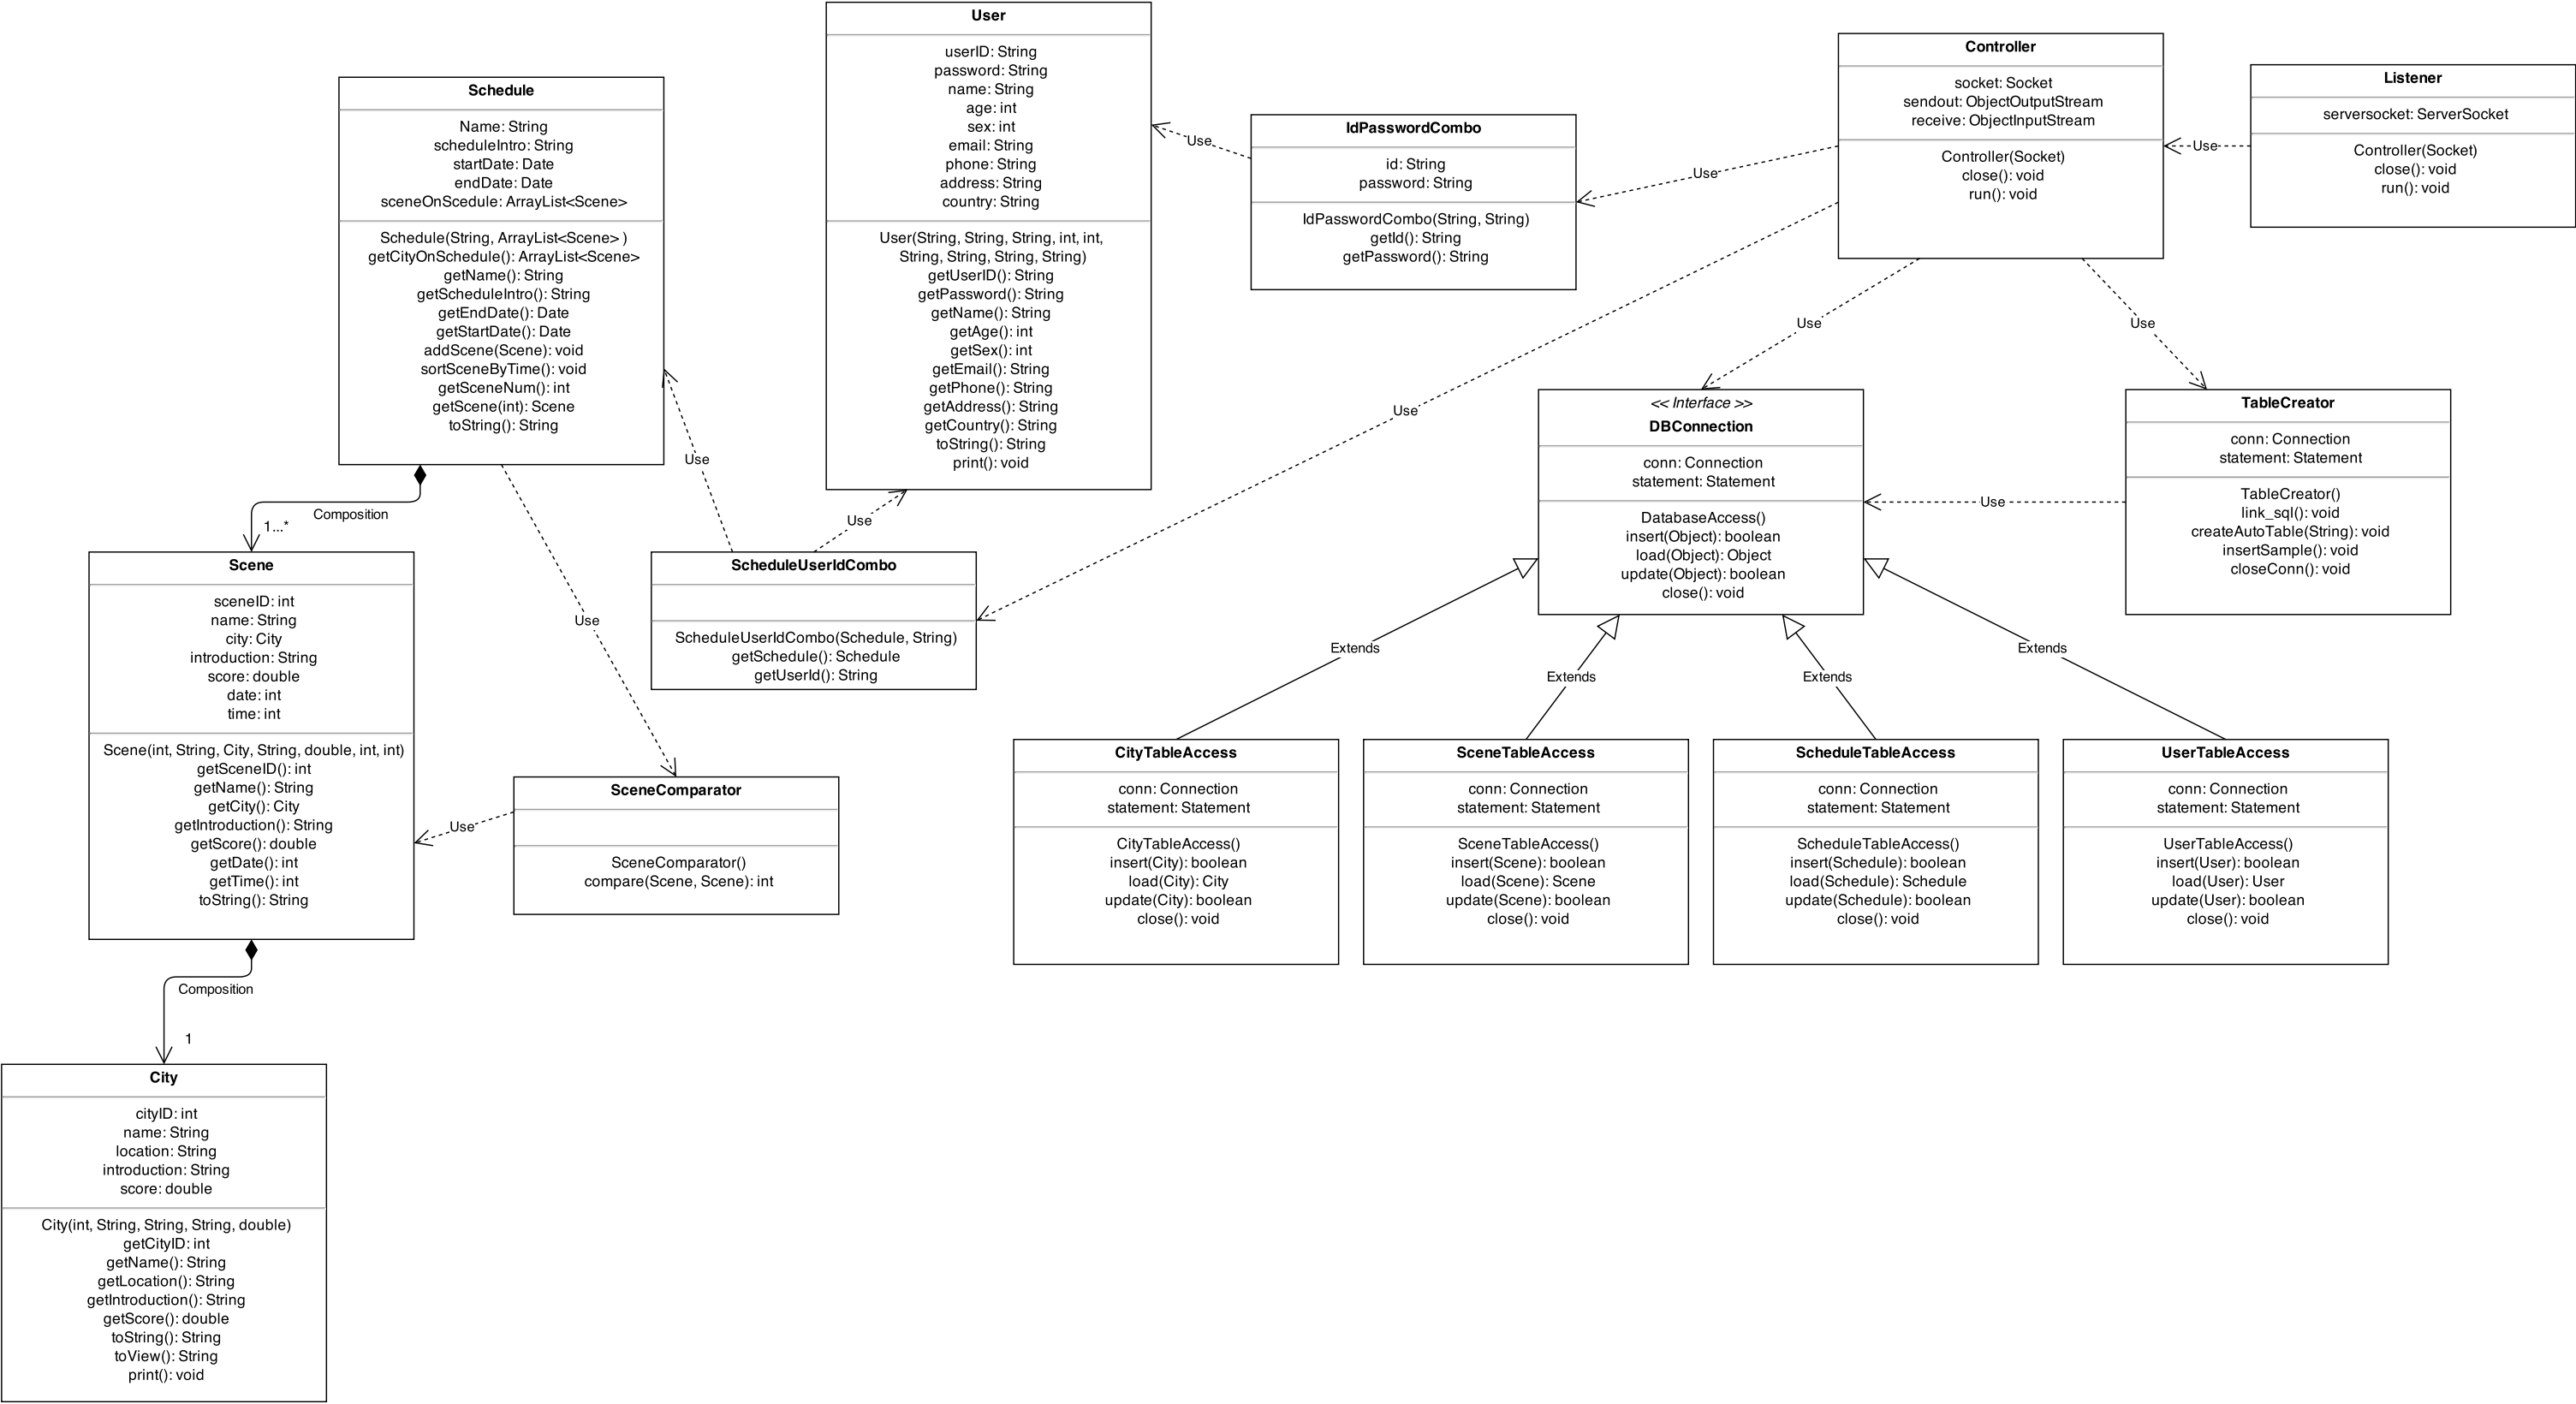 User
userID: String
password: String
name: String
age: int
sex: int
email: String
phone: String
address: String
country: String
User(String, String, String, int, int,
String, String, String, String)
getUserID(): String
getPassword(): String
getName(): String
getAge(): int
getSex(): int
getEmail(): String
getPhone(): String
getAddress(): String
getCountry(): String
toString(): String
print(): void
Schedule
Name: String
scheduleIntro: String
startDate: Date
endDate: Date
sceneOnScedule: ArrayList<Scene>
Schedule(String, ArrayList<Scene> )
getCityOnSchedule(): ArrayList<Scene>
getName(): String
getScheduleIntro(): String
getEndDate(): Date
getStartDate(): Date
addScene(Scene): void
sortSceneByTime(): void
getSceneNum(): int
getScene(int): Scene
toString(): String
Controller
socket: Socket
sendout: ObjectOutputStream
receive: ObjectInputStream
Controller(Socket)
close(): void
run(): void
Listener
serversocket: ServerSocket
Controller(Socket)
close(): void
run(): void
IdPasswordCombo
id: String
password: String
IdPasswordCombo(String, String)
getId(): String
getPassword(): String
Use
Use
Use
Use
Use
Use
Use
Use
Use
Use
Use
Use
Composition
1...*
<< Interface >>
DBConnection
conn: Connection
statement: Statement
DatabaseAccess()
insert(Object): boolean
load(Object): Object
update(Object): boolean
close(): void
TableCreator
conn: Connection
statement: Statement
TableCreator()
link_sql(): void
createAutoTable(String): void
insertSample(): void
closeConn(): void
Scene
sceneID: int
name: String
city: City
introduction: String
score: double
date: int
time: int
Scene(int, String, City, String, double, int, int)
getSceneID(): int
getName(): String
getCity(): City
getIntroduction(): String
getScore(): double
getDate(): int
getTime(): int
toString(): String
ScheduleUserIdCombo
ScheduleUserIdCombo(Schedule, String)
getSchedule(): Schedule
getUserId(): String
SceneComparator
SceneComparator()
compare(Scene, Scene): int
Extends
Extends
Extends
Extends
CityTableAccess
conn: Connection
statement: Statement
CityTableAccess()
insert(City): boolean
load(City): City
update(City): boolean
close(): void
SceneTableAccess
conn: Connection
statement: Statement
SceneTableAccess()
insert(Scene): boolean
load(Scene): Scene
update(Scene): boolean
close(): void
ScheduleTableAccess
conn: Connection
statement: Statement
ScheduleTableAccess()
insert(Schedule): boolean
load(Schedule): Schedule
update(Schedule): boolean
close(): void
UserTableAccess
conn: Connection
statement: Statement
UserTableAccess()
insert(User): boolean
load(User): User
update(User): boolean
close(): void
Composition
1
City
cityID: int
name: String
location: String
introduction: String
score: double
City(int, String, String, String, double)
getCityID: int
getName(): String
getLocation(): String
getIntroduction(): String
getScore(): double
toString(): String
toView(): String
print(): void